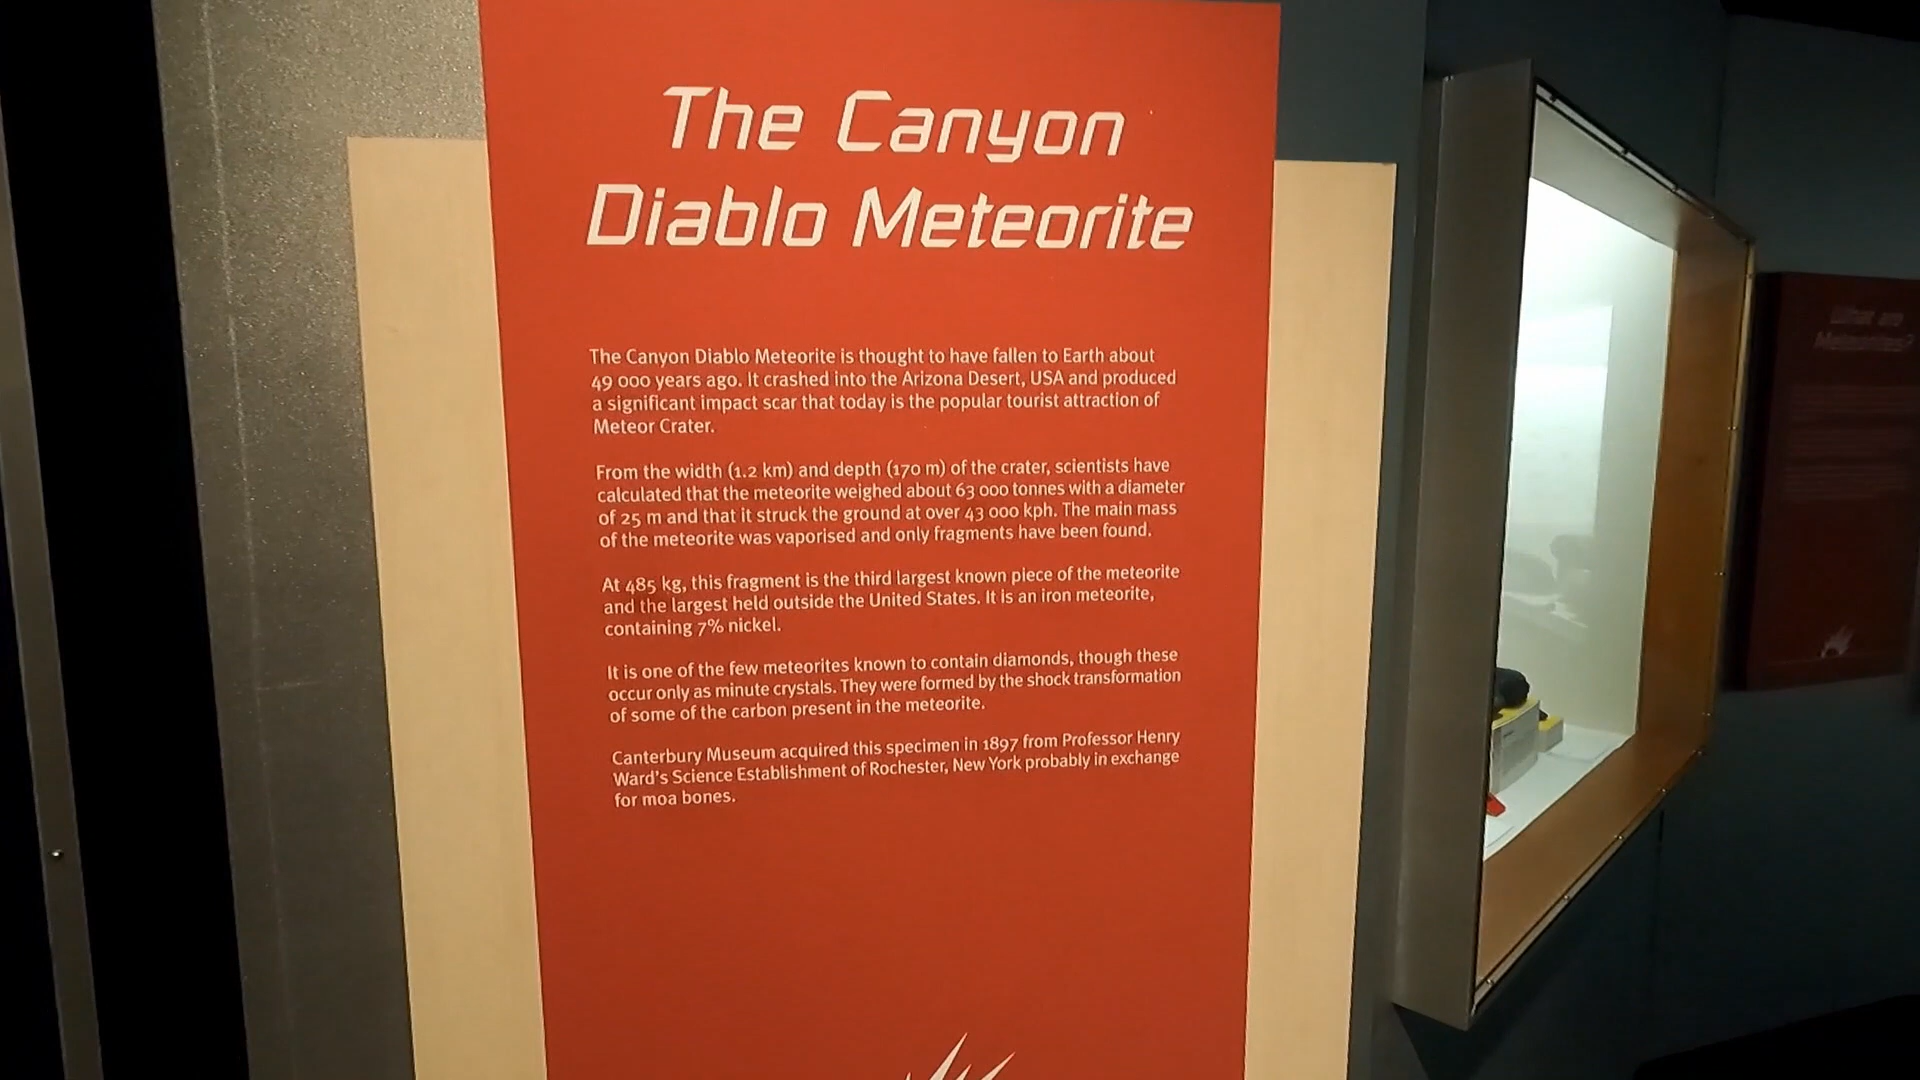 The Canyon
Diablo Meteorite
The Canyon Diablo Meteorite is thought to have fallen to Earth about
49 000 years ago. It crashed into the Arizona Desert, USA and produced
a significant impact scar that today is the popular tourist attraction of
Meteor Crater.
From the width (1.2 km) and depth (170 m) of the crater, scientists have
calculated that the meteorite weighed about 63 000 tonnes with a diameter
of 25 m and that it struck the ground at over 43 000 kph. The main mass
of the meteorite was vaporised and only fragments have been found.
At 485 kg, this fragment is the third largest known piece of the meteorite
and the largest held outside the United States. It is an iron meteorite,
containing 7% nickel.
It is one of the few meteorites known to contain diamonds, though these
occur only as minute crystals. They were formed by the shock transformation
of some of the carbon present in the meteorite.
Canterbury Museum acquired this specimen in 1897 from Professor Henry
Ward's Science Establishment of Rochester, New York probably in exchange
for moa bones.
What are
Meteorites?